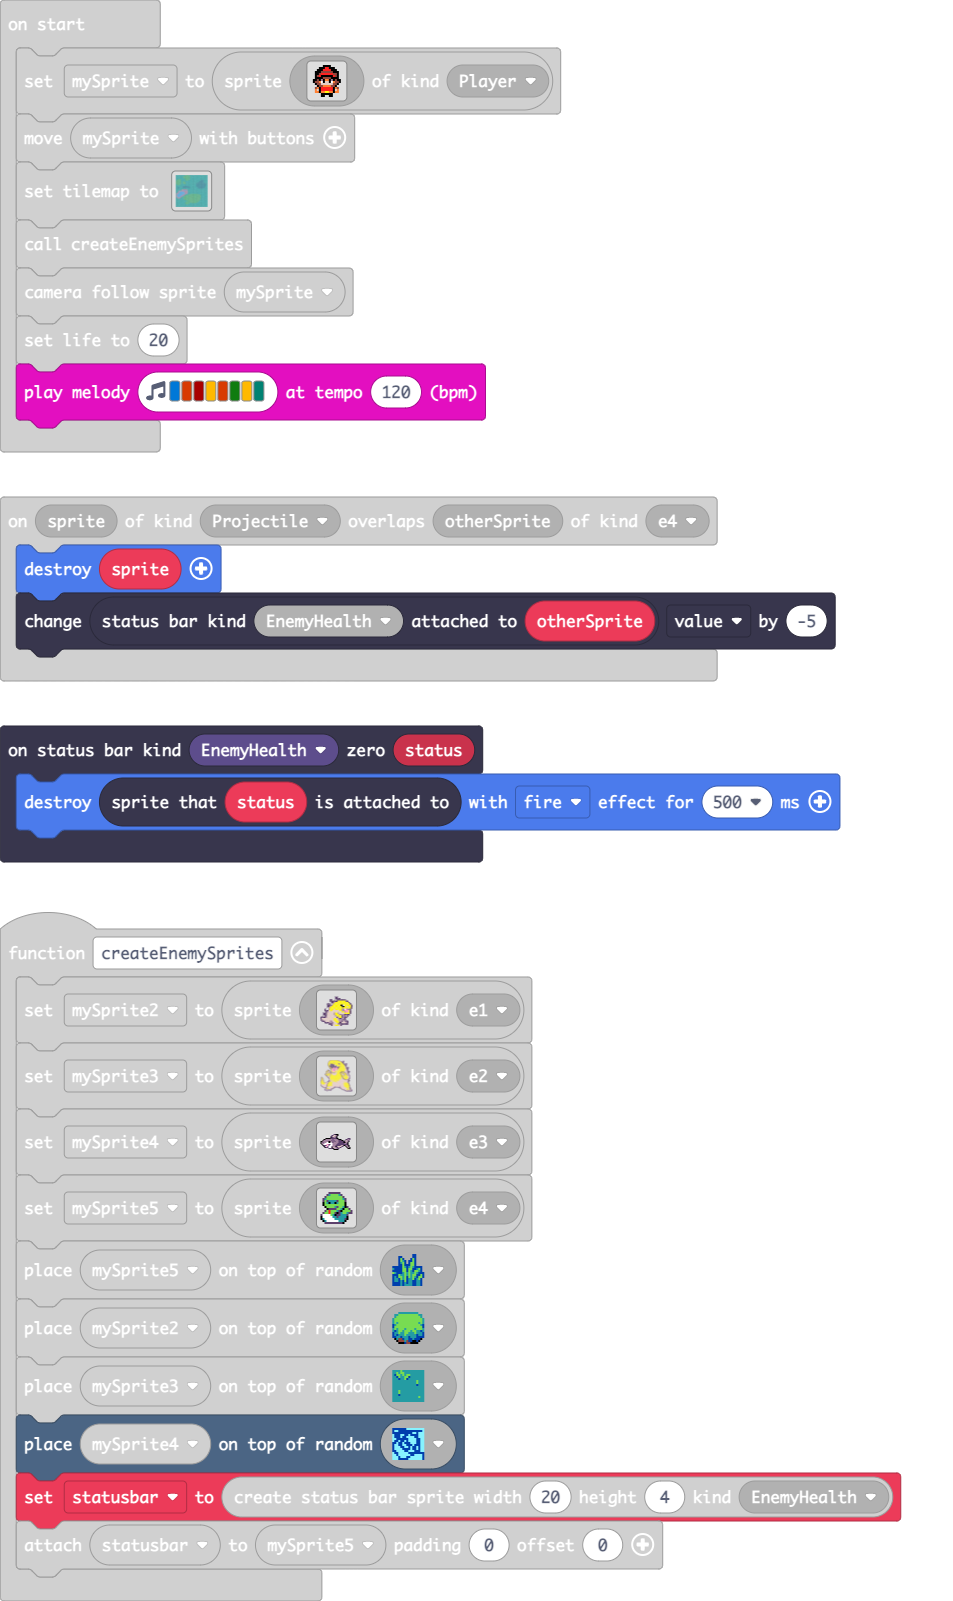 on start
set mySprite to sprite of kind Player
move mySprite with buttons
set tilemap to
call createEnemySprites
camera follow sprite mySprite
set life to 20
play melody at tempo 120 (bpm)
on sprite of kind Projectile overlaps otherSprite of kind e4
destroy sprite
change status bar kind EnemyHealth attached to otherSprite value by -5
on status bar kind EnemyHealth zero status
destroy sprite that status is attached to with fire effect for 500 ms
function createEnemySprites
set mySprite2 to sprite of kind e1
set mySprite3 to sprite of kind e2
set mySprite4 to sprite of kind e3
set mySprite5 to sprite of kind e4
place mySprite5 on top of random
place mySprite2 on top of random
place mySprite3 on top of random
place mySprite4 on top of random
set statusbar to create status bar sprite width 20 height 4 kind EnemyHealth
attach statusbar to mySprite5 padding 0 offset 0